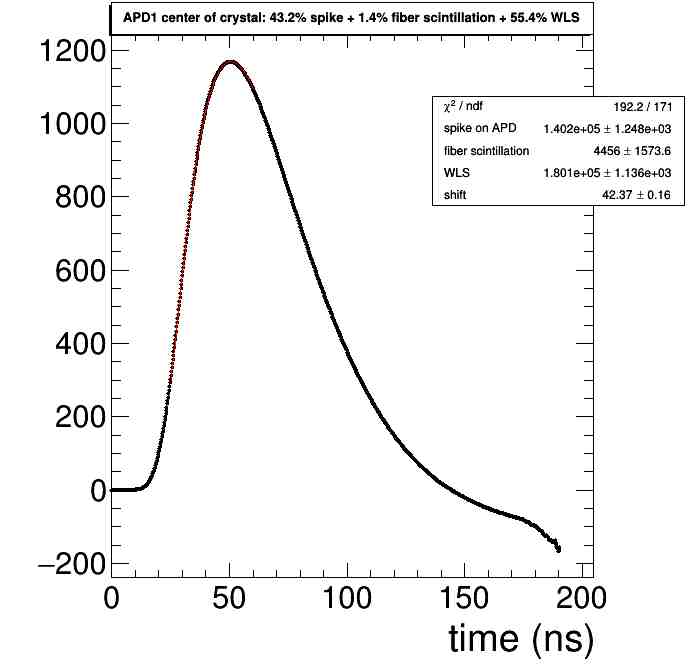 APD1 center of crystal: 43.2% spike + 1.4% fiber scintillation + 55.4% WLS
χ² / ndf 192.2 / 171
spike on APD 1.402e+05 ± 1.248e+03
fiber scintillation 4456 ± 1573.6
WLS 1.801e+05 ± 1.136e+03
shift 42.37 ± 0.16
1200
1000
800
600
400
200
0
−200
0 50 100 150 200
time (ns)